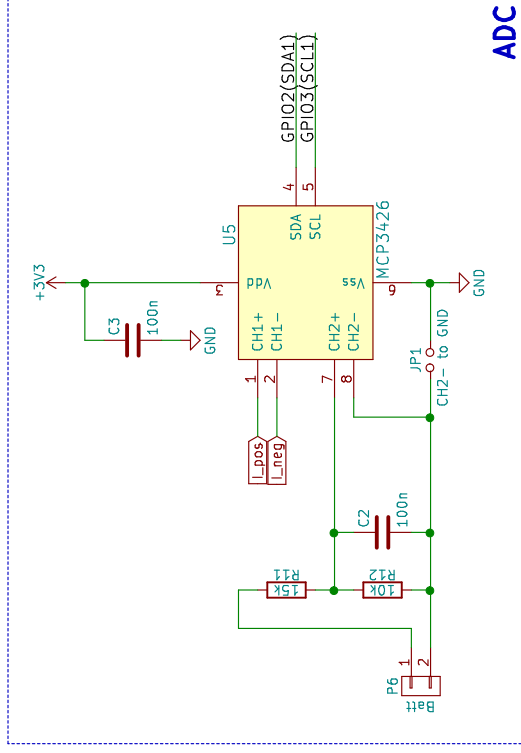 ADC
GPIO2(SDA1)
GPIO3(SCL1)
4
5
U5
SDA
SCL
MCP3426
+3V3
3
Vdd
Vss
6
GND
C3
100n
GND
CH1+
CH1-
CH2+
CH2-
1
2
7
8
JP1
CH2- to GND
I_pos
I_neg
C2
100n
R11
15k
R12
10k
P6
1
2
Batt